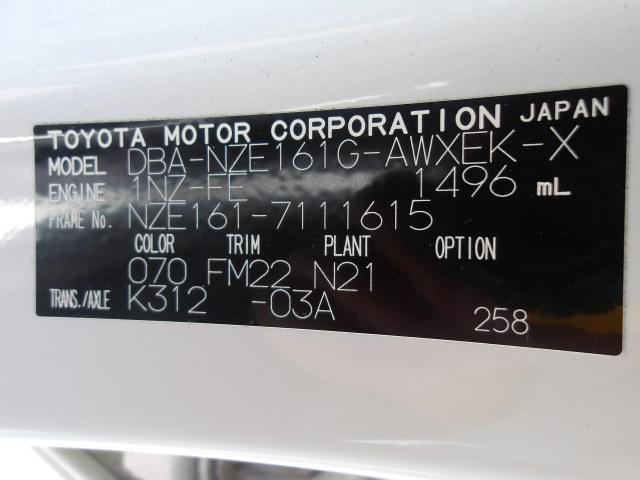 TOYOTA MOTOR CORPORATION JAPAN
MODEL DBA-NZE161G-AWXEK-X
ENGINE 1NZ-FE 1496 mL
FRAME No. NZE161-7111615
COLOR TRIM PLANT OPTION
070 FM22 N21
TRANS./AXLE K312 -03A
258